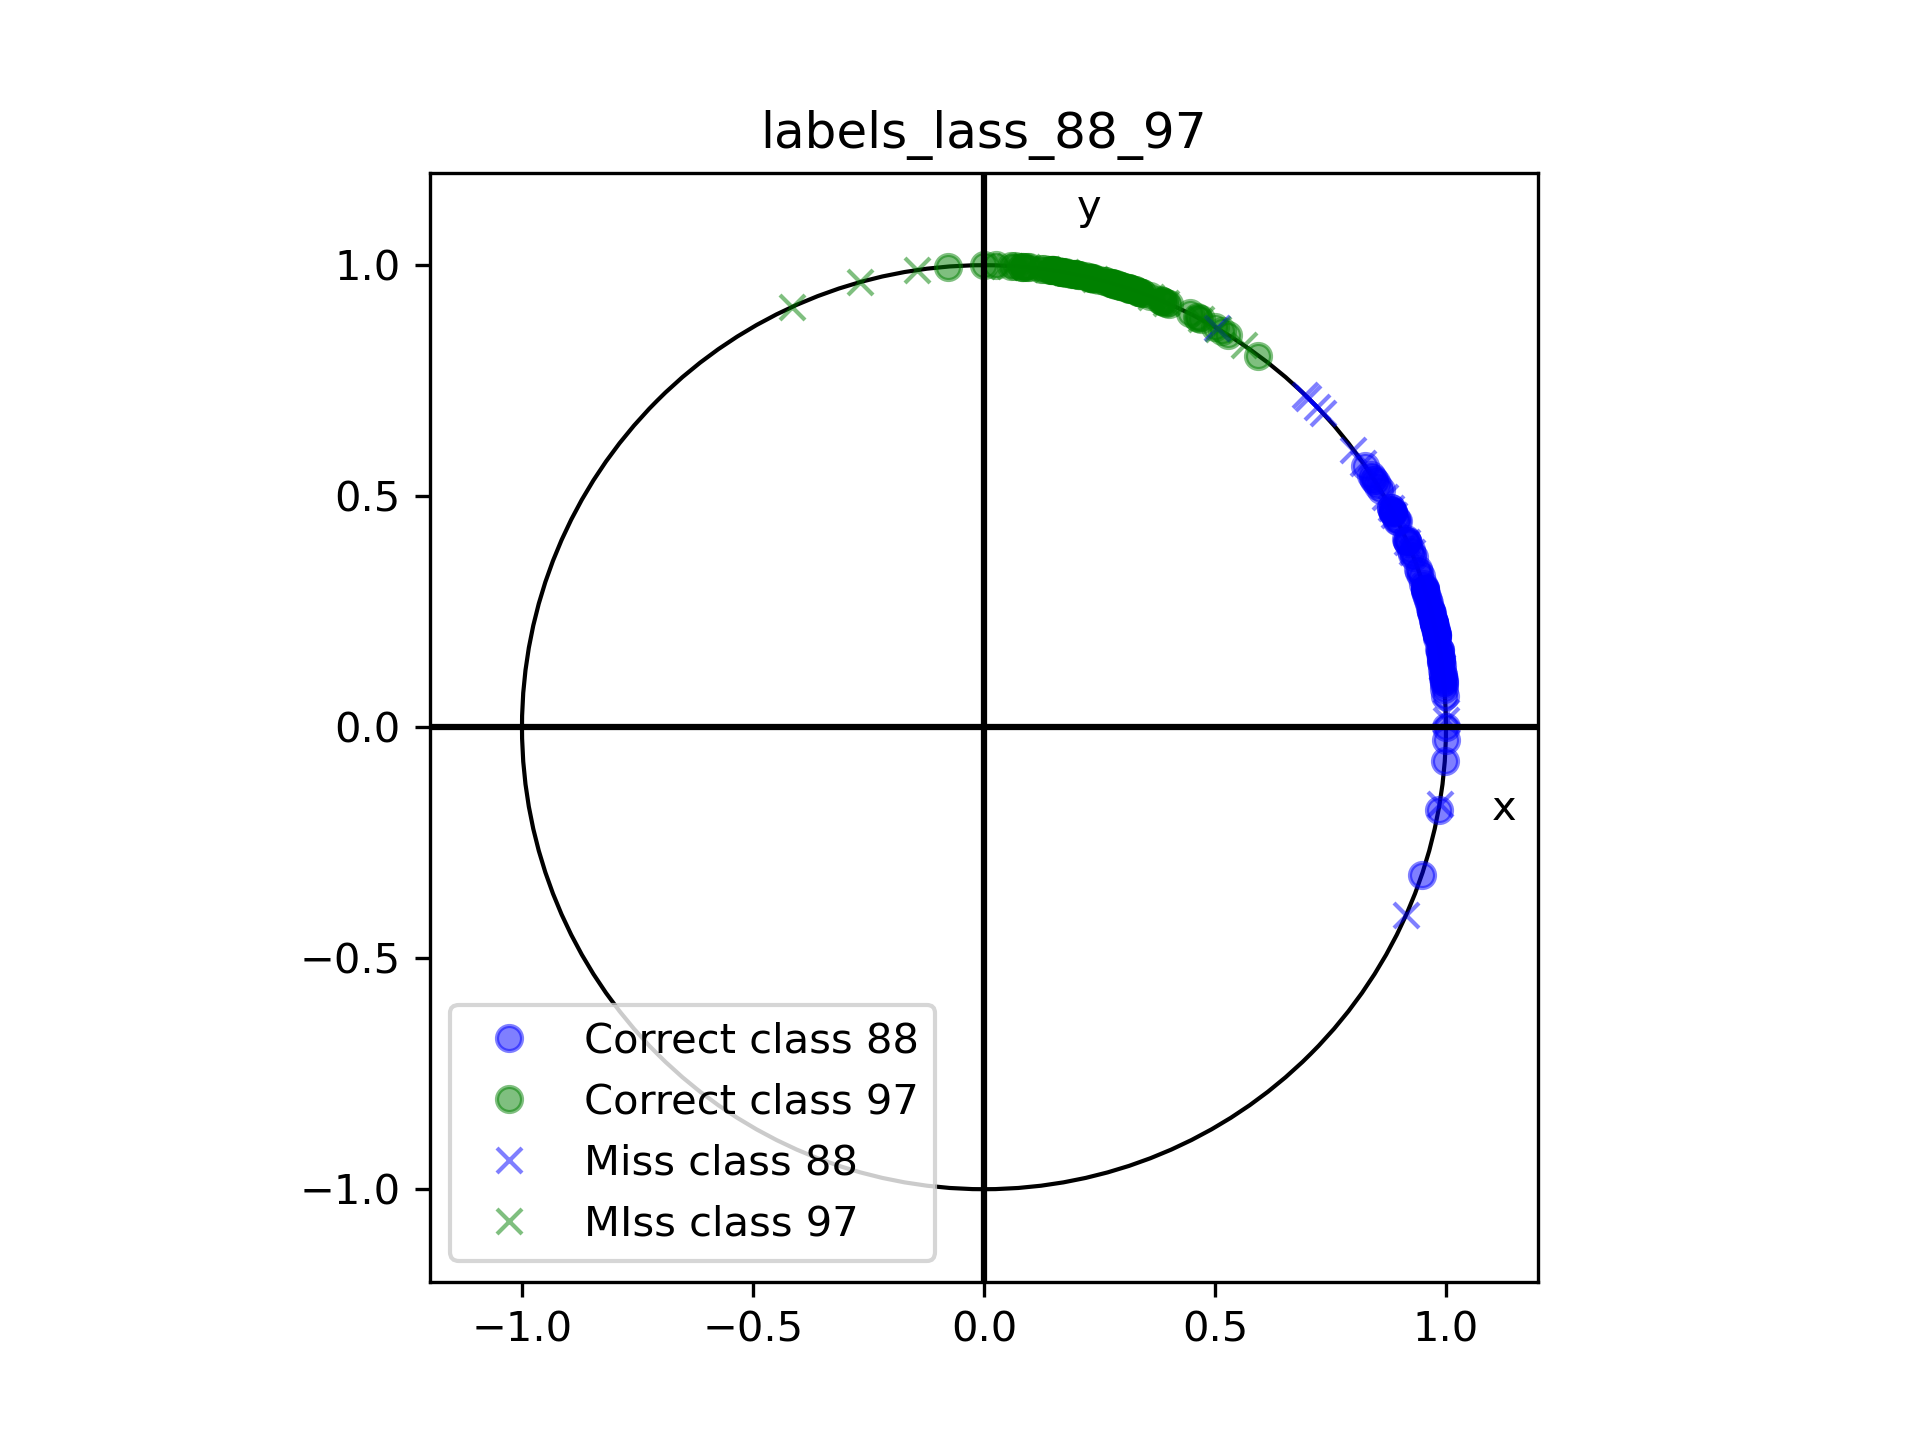 labels_lass_88_97
y
1.0
0.5
0.0
x
−0.5
−1.0
Correct class 88
Correct class 97
Miss class 88
MIss class 97
−1.0 −0.5 0.0 0.5 1.0